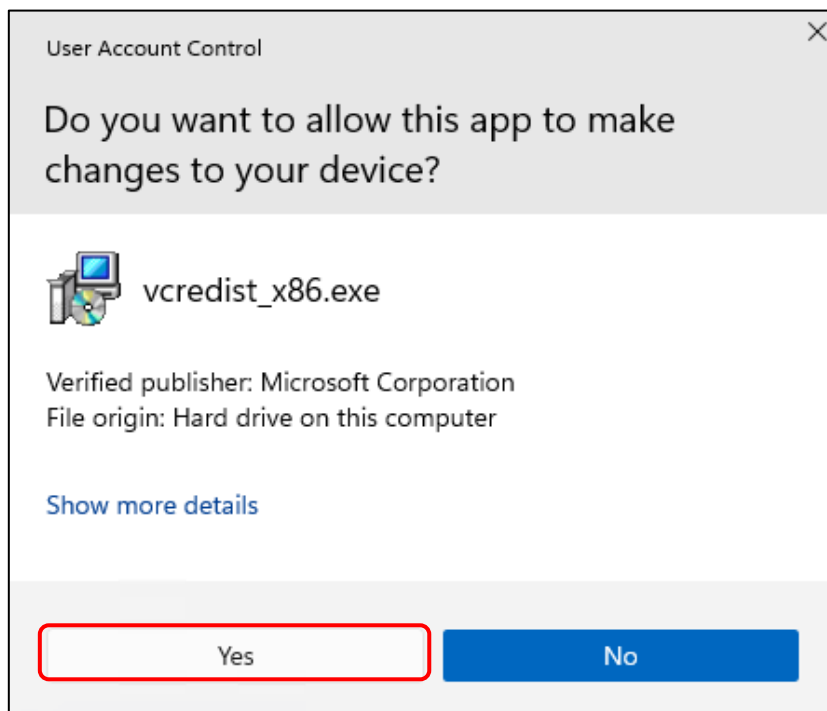 User Account Control
Do you want to allow this app to make
changes to your device?
vcredist_x86.exe
Verified publisher: Microsoft Corporation
File origin: Hard drive on this computer
Show more details
Yes
No